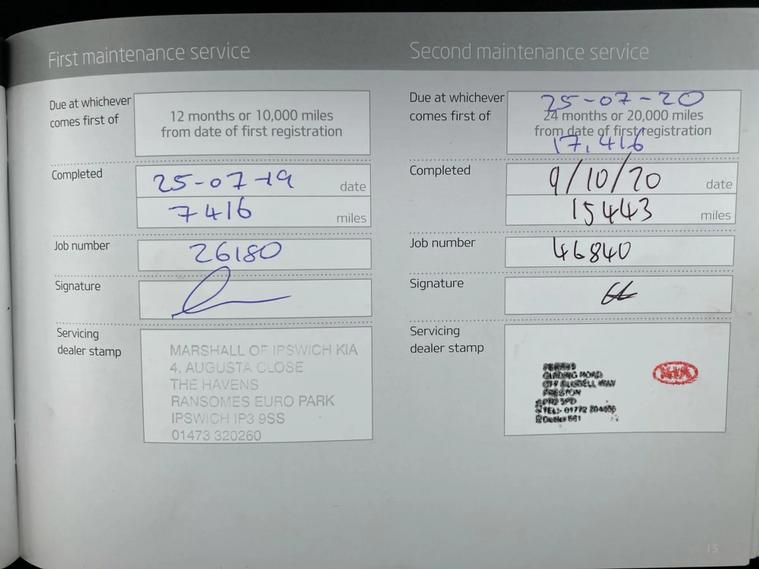 First maintenance service
Due at whichever
comes first of
12 months or 10,000 miles
from date of first registration
Completed
25-07-19 date
7416 miles
Job number
26180
Signature
Servicing
dealer stamp
MARSHALL OF IPSWICH KIA
4. AUGUSTA CLOSE
THE HAVENS
RANSOMES EURO PARK
IPSWICH IP3 9SS
01473 320260
Second maintenance service
Due at whichever
comes first of
25-07-20
24 months or 20,000 miles
from date of first registration
17,416
Completed
9/10/20 date
15443 miles
Job number
46840
Signature
Servicing
dealer stamp
KIA
PRESTON
15